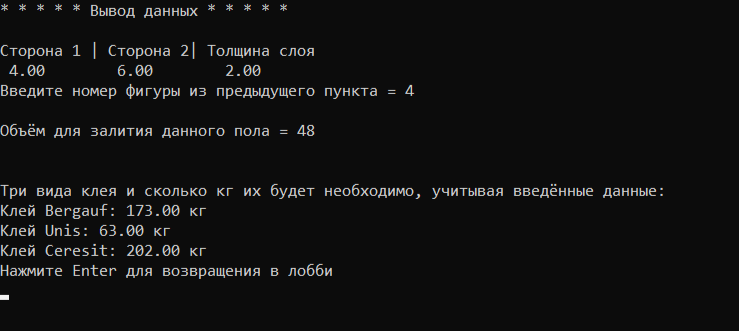 * * * * * Вывод данных * * * * *
Сторона 1 | Сторона 2| Толщина слоя
4.00 6.00 2.00
Введите номер фигуры из предыдущего пункта = 4
Объём для залития данного пола = 48
Три вида клея и сколько кг их будет необходимо, учитывая введённые данные:
Клей Bergauf: 173.00 кг
Клей Unis: 63.00 кг
Клей Ceresit: 202.00 кг
Нажмите Enter для возвращения в лобби